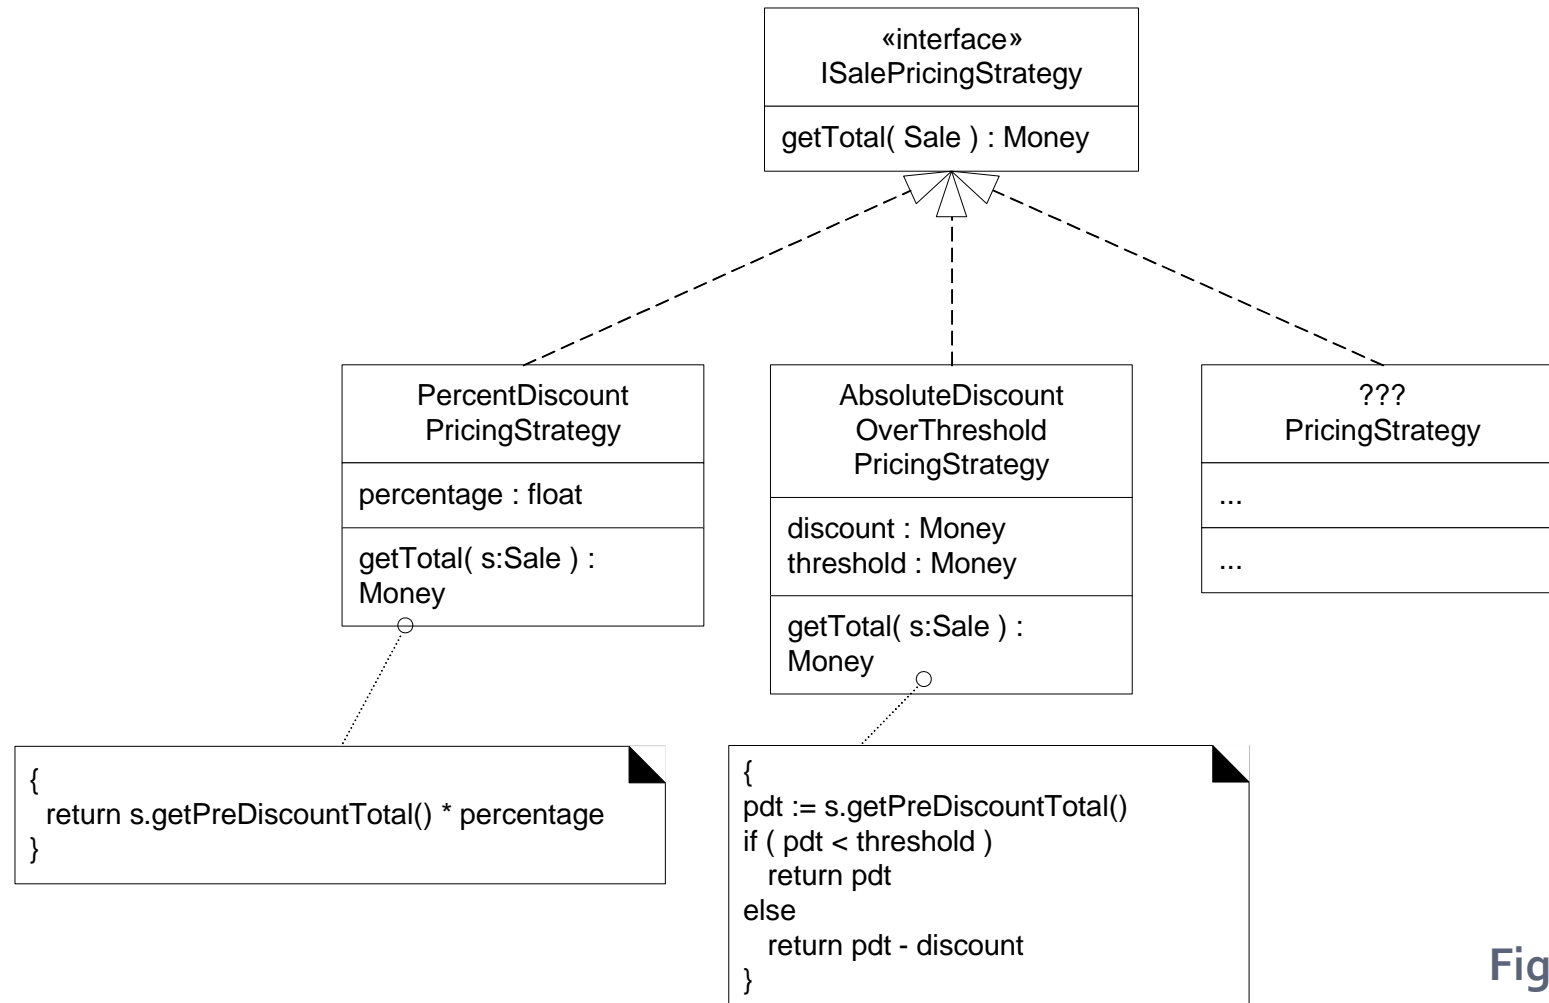 «interface»
ISalePricingStrategy
getTotal( Sale ) : Money
PercentDiscount
PricingStrategy
percentage : float
getTotal( s:Sale ) :
Money
AbsoluteDiscount
OverThreshold
PricingStrategy
discount : Money
threshold : Money
getTotal( s:Sale ) :
Money
???
PricingStrategy
...
...
{
return s.getPreDiscountTotal() * percentage
}
{
pdt := s.getPreDiscountTotal()
if ( pdt < threshold )
return pdt
else
return pdt - discount
}
Fig